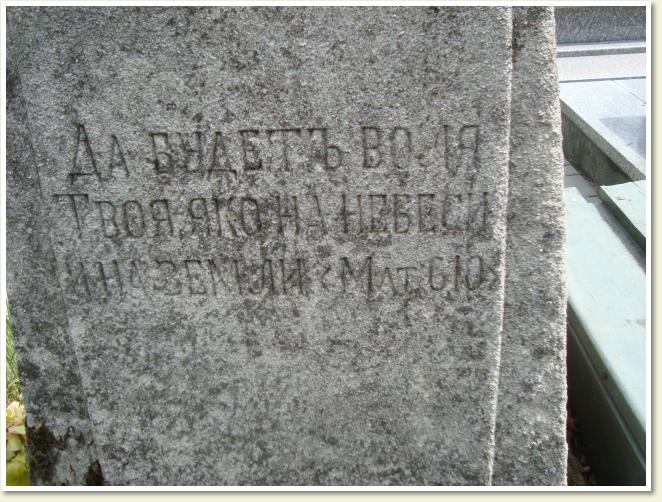 Да будетъ воля
Твоя, яко на небеси
и на земли (Мат. 6,10)